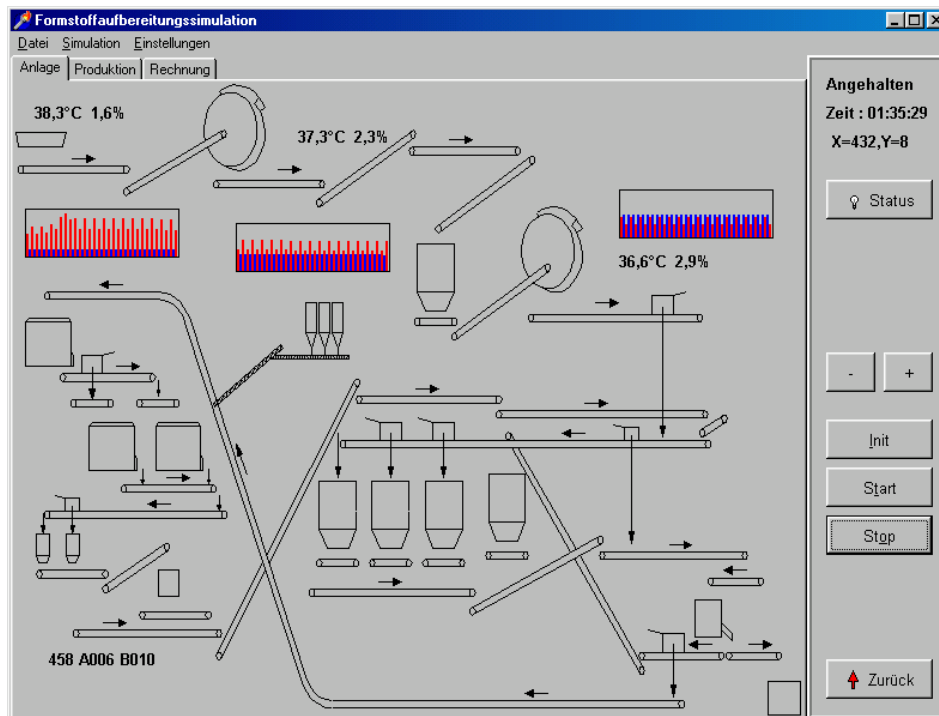 Formstoffaufbereitungssimulation
Datei Simulation Einstellungen
Anlage Produktion Rechnung
Angehalten
Zeit : 01:35:29
X=432,Y=8
38,3°C 1,6%
37,3°C 2,3%
Status
36,6°C 2,9%
- +
Init
Start
Stop
458 A006 B010
Zurück